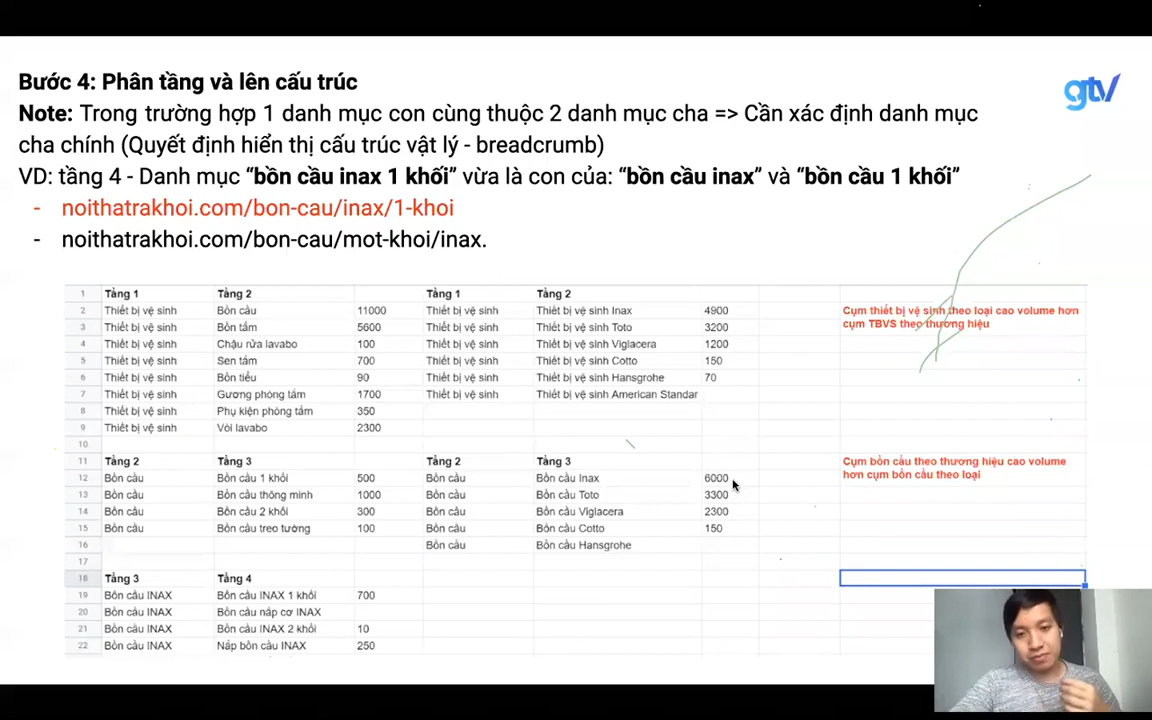 Bước 4: Phân tầng và lên cấu trúc
gtv
Note: Trong trường hợp 1 danh mục con cùng thuộc 2 danh mục cha => Cần xác định danh mục
cha chính (Quyết định hiển thị cấu trúc vật lý - breadcrumb)
VD: tầng 4 - Danh mục “bồn cầu inax 1 khối” vừa là con của: “bồn cầu inax” và “bồn cầu 1 khối”
- noithatrakhoi.com/bon-cau/inax/1-khoi
- noithatrakhoi.com/bon-cau/mot-khoi/inax.
1 Tầng 1 Tầng 2 Tầng 1 Tầng 2
2 Thiết bị vệ sinh Bồn cầu 11000 Thiết bị vệ sinh Thiết bị vệ sinh Inax 4900 Cụm thiết bị vệ sinh theo loại cao volume hơn
3 Thiết bị vệ sinh Bồn tắm 5600 Thiết bị vệ sinh Thiết bị vệ sinh Toto 3200 cụm TBVS theo thương hiệu
4 Thiết bị vệ sinh Chậu rửa lavabo 100 Thiết bị vệ sinh Thiết bị vệ sinh Viglacera 1200
5 Thiết bị vệ sinh Sen tắm 700 Thiết bị vệ sinh Thiết bị vệ sinh Cotto 150
6 Thiết bị vệ sinh Bồn tiểu 90 Thiết bị vệ sinh Thiết bị vệ sinh Hansgrohe 70
7 Thiết bị vệ sinh Gương phòng tắm 1700 Thiết bị vệ sinh Thiết bị vệ sinh American Standar
8 Thiết bị vệ sinh Phụ kiện phòng tắm 350
9 Thiết bị vệ sinh Vòi lavabo 2300
10
11 Tầng 2 Tầng 3 Tầng 2 Tầng 3 Cụm bồn cầu theo thương hiệu cao volume
12 Bồn cầu Bồn cầu 1 khối 500 Bồn cầu Bồn cầu Inax 6000 hơn cụm bồn cầu theo loại
13 Bồn cầu Bồn cầu thông minh 1000 Bồn cầu Bồn cầu Toto 3300
14 Bồn cầu Bồn cầu 2 khối 300 Bồn cầu Bồn cầu Viglacera 2300
15 Bồn cầu Bồn cầu treo tường 100 Bồn cầu Bồn cầu Cotto 150
16 Bồn cầu Bồn cầu Hansgrohe
17
18 Tầng 3 Tầng 4
19 Bồn cầu INAX Bồn cầu INAX 1 khối 700
20 Bồn cầu INAX Bồn cầu nắp cơ INAX
21 Bồn cầu INAX Bồn cầu INAX 2 khối 10
22 Bồn cầu INAX Nắp bồn cầu INAX 250